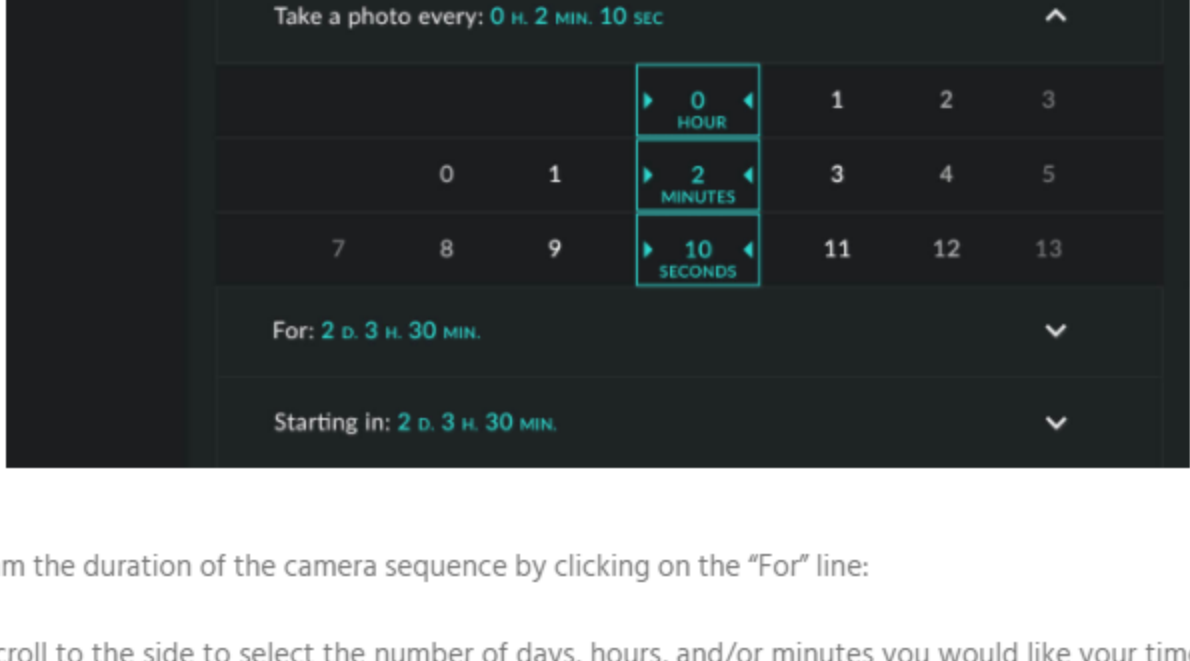 Take a photo every: 0 H. 2 MIN. 10 SEC
0 1 2 3
HOUR
0 1 2 3 4 5
MINUTES
7 8 9 10 11 12 13
SECONDS
For: 2 D. 3 H. 30 MIN.
Starting in: 2 D. 3 H. 30 MIN.
the duration of the camera sequence by clicking on the “For” line:
to the side to select the number of days, hours, and/or minutes you would like your